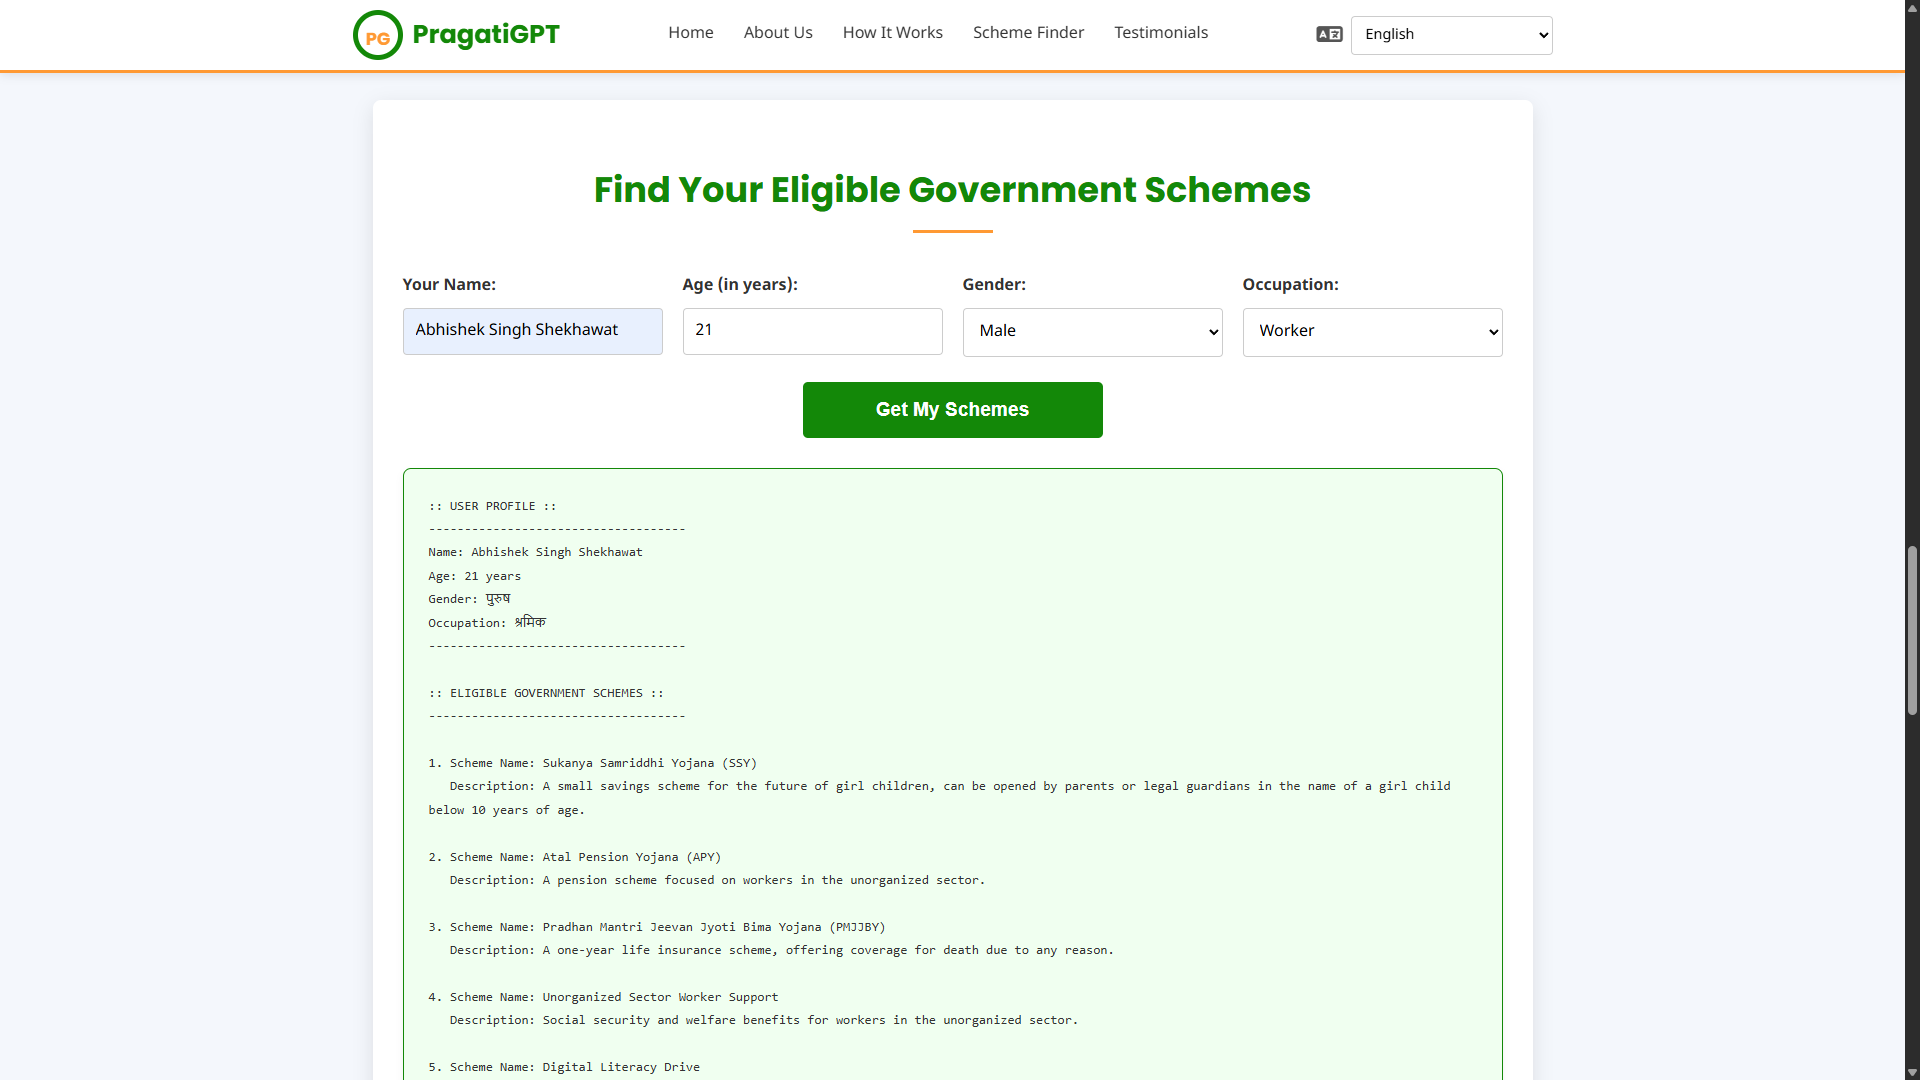 PG PragatiGPT
Home About Us How It Works Scheme Finder Testimonials
English
Find Your Eligible Government Schemes
Your Name: Age (in years): Gender: Occupation:
Abhishek Singh Shekhawat 21 Male Worker
Get My Schemes
:: USER PROFILE ::
------------------------------------
Name: Abhishek Singh Shekhawat
Age: 21 years
Gender: पुरुष
Occupation: श्रमिक
------------------------------------
:: ELIGIBLE GOVERNMENT SCHEMES ::
------------------------------------
1. Scheme Name: Sukanya Samriddhi Yojana (SSY)
Description: A small savings scheme for the future of girl children, can be opened by parents or legal guardians in the name of a girl child
below 10 years of age.
2. Scheme Name: Atal Pension Yojana (APY)
Description: A pension scheme focused on workers in the unorganized sector.
3. Scheme Name: Pradhan Mantri Jeevan Jyoti Bima Yojana (PMJJBY)
Description: A one-year life insurance scheme, offering coverage for death due to any reason.
4. Scheme Name: Unorganized Sector Worker Support
Description: Social security and welfare benefits for workers in the unorganized sector.
5. Scheme Name: Digital Literacy Drive